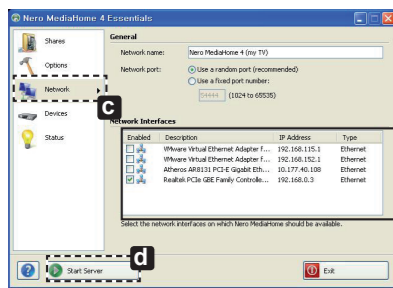 Nero MediaHome 4 Essentials
Shares
Options
Network
Devices
Status
c
General
Network name: Nero MediaHome 4 (my TV)
Network port: Use a random port (recommended)
Use a fixed port number:
54444 (1024 to 65535)
Network Interfaces
Enabled Description IP Address Type
VMware Virtual Ethernet Adapter f... 192.168.115.1 Ethernet
VMware Virtual Ethernet Adapter f... 192.168.152.1 Ethernet
Atheros AR8131 PCI-E Gigabit Eth... 10.177.40.108 Ethernet
Realtek PCIe GBE Family Controlle... 192.168.0.3 Ethernet
Select the network interfaces on which Nero MediaHome should be available.
d
? Start Server Exit